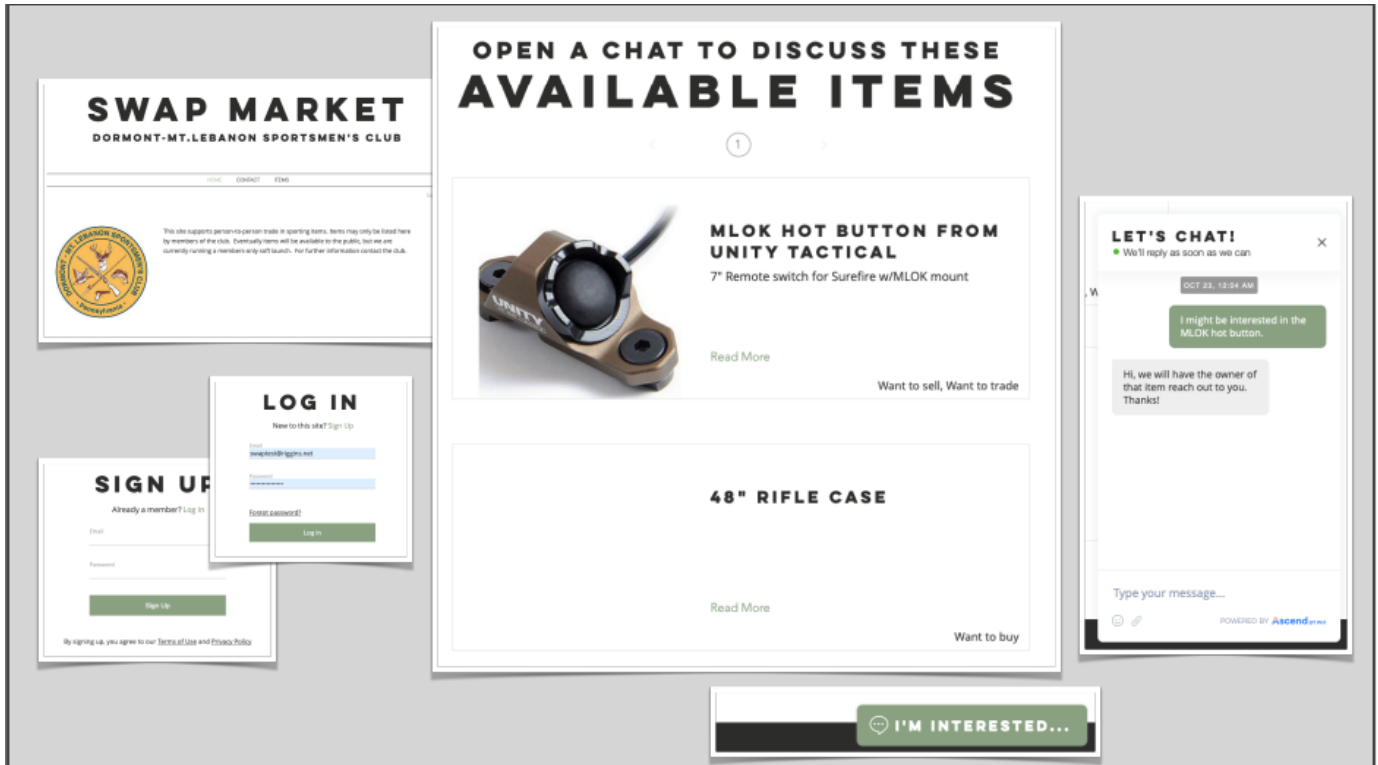 SWAP MARKET
DORMONT-MT.LEBANON SPORTSMEN'S CLUB
HOME CONTACT ITEMS
DORMONT - MT. LEBANON SPORTSMEN'S CLUB
- Pennsylvania -
This site supports person-to-person trade in sporting items. Items may only be listed here
by members of the club. Eventually items will be available to the public, but we are
currently running a members-only soft launch. For further information contact the club.
LOG IN
New to this site? Sign Up
Email
swaptest@riggins.net
Password
Forgot password?
Log In
SIGN UP
Already a member? Log In
Email
Password
Sign Up
By signing up, you agree to our Terms of Use and Privacy Policy
OPEN A CHAT TO DISCUSS THESE
AVAILABLE ITEMS
1
UNITY
MLOK HOT BUTTON FROM
UNITY TACTICAL
7" Remote switch for Surefire w/MLOK mount
Read More
Want to sell, Want to trade
48" RIFLE CASE
Read More
Want to buy
I'M INTERESTED...
LET'S CHAT!
We'll reply as soon as we can
OCT 23, 12:04 AM
I might be interested in the
MLOK hot button.
Hi, we will have the owner of
that item reach out to you.
Thanks!
Type your message...
POWERED BY Ascend